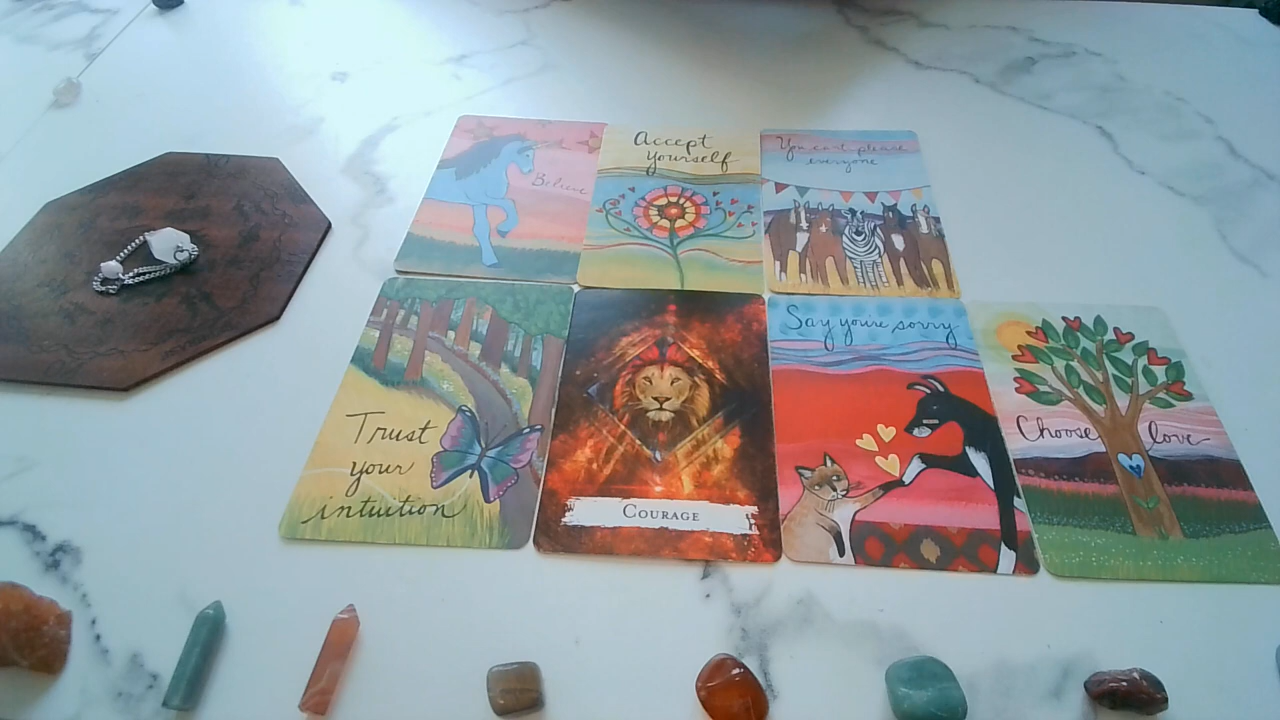 Believe
Accept
Yourself
You can't please
everyone
Trust
your
intuition
COURAGE
Say you're sorry
Choose love